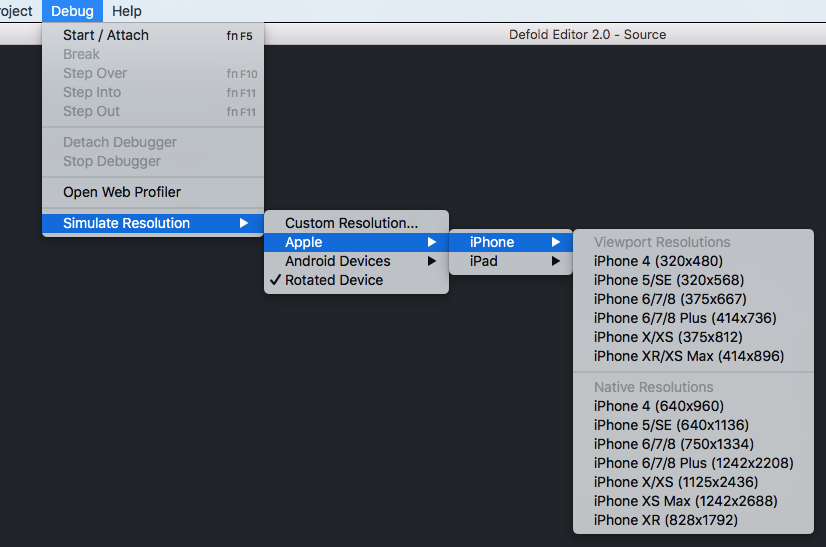 roject Debug Help
Defold Editor 2.0 - Source
Start / Attach fn F5
Break
Step Over fn F10
Step Into fn F11
Step Out fn F11
Detach Debugger
Stop Debugger
Open Web Profiler
Simulate Resolution ▶
Custom Resolution...
Apple ▶
Android Devices ▶
✓ Rotated Device
iPhone ▶
iPad ▶
Viewport Resolutions
iPhone 4 (320x480)
iPhone 5/SE (320x568)
iPhone 6/7/8 (375x667)
iPhone 6/7/8 Plus (414x736)
iPhone X/XS (375x812)
iPhone XR/XS Max (414x896)
Native Resolutions
iPhone 4 (640x960)
iPhone 5/SE (640x1136)
iPhone 6/7/8 (750x1334)
iPhone 6/7/8 Plus (1242x2208)
iPhone X/XS (1125x2436)
iPhone XS Max (1242x2688)
iPhone XR (828x1792)